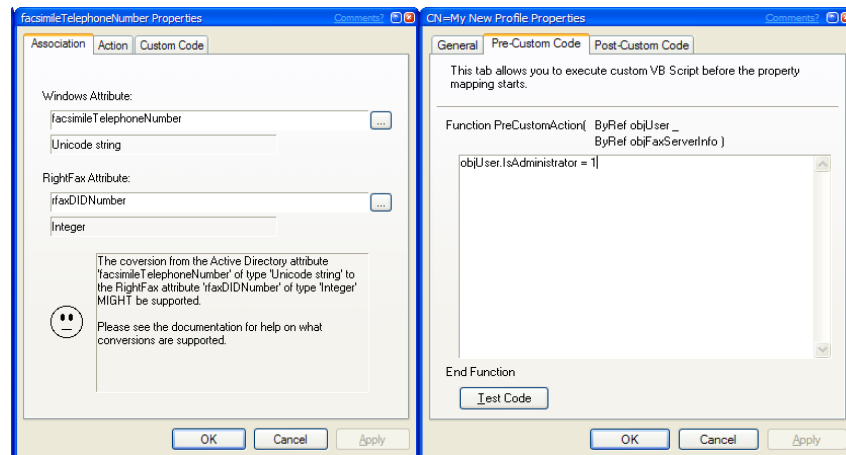 facsimileTelephoneNumber Properties
Comments?
Association
Action
Custom Code
Windows Attribute:
facsimileTelephoneNumber
...
Unicode string
RightFax Attribute:
rfaxDIDNumber
...
Integer
The coversion from the Active Directory attribute
'facsimileTelephoneNumber' of type 'Unicode string' to
the RightFax attribute 'rfaxDIDNumber' of type 'Integer'
MIGHT be supported.
Please see the documentation for help on what
conversions are supported.
OK
Cancel
Apply
CN=My New Profile Properties
Comments?
General
Pre-Custom Code
Post-Custom Code
This tab allows you to execute custom VB Script before the property
mapping starts.
Function PreCustomAction( ByRef objUser _
ByRef objFaxServerInfo )
objUser.IsAdministrator = 1
End Function
Test Code
OK
Cancel
Apply